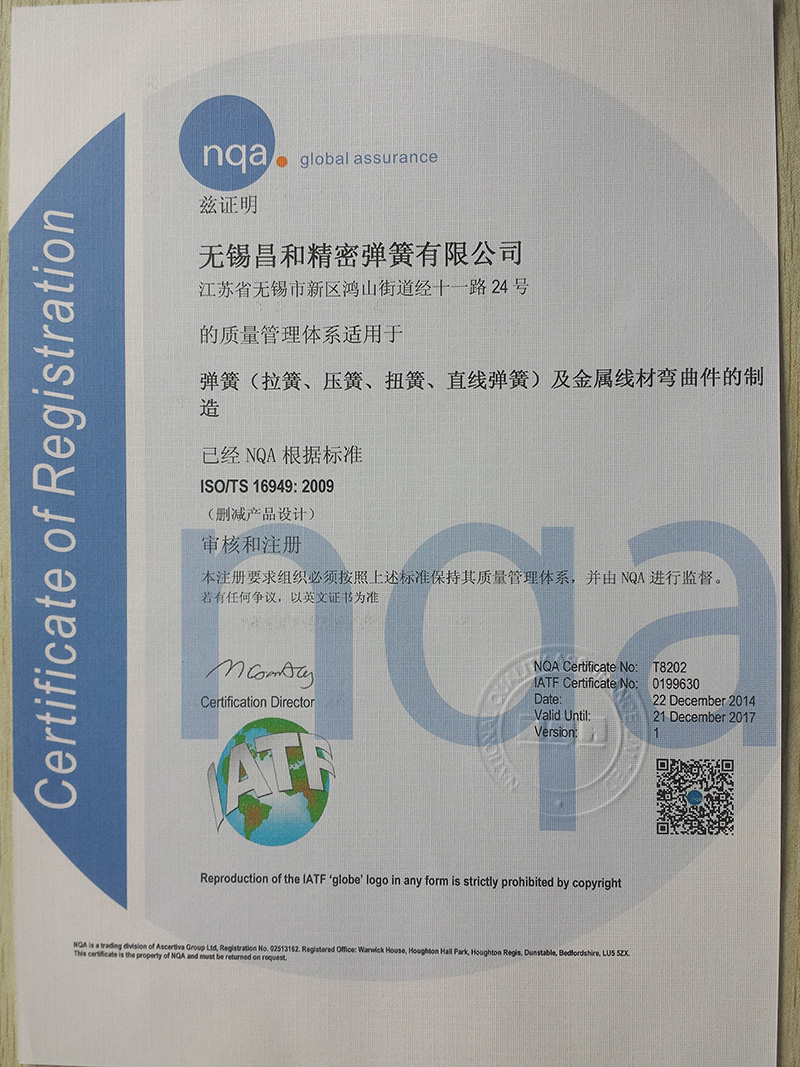 Certificate of Registration
nqa. global assurance
兹证明
无锡昌和精密弹簧有限公司
江苏省无锡市新区鸿山街道经十一路 24 号
的质量管理体系适用于
弹簧（拉簧、压簧、扭簧、直线弹簧）及金属线材弯曲件的制
造
已经 NQA 根据标准
ISO/TS 16949: 2009
（删减产品设计）
审核和注册
本注册要求组织必须按照上述标准保持其质量管理体系，并由 NQA 进行监督。
若有任何争议，以英文证书为准
nqa
NQA Certificate No: T8202
IATF Certificate No: 0199630
Date: 22 December 2014
Valid Until: 21 December 2017
Version: 1
Certification Director
IATF
Reproduction of the IATF 'globe' logo in any form is strictly prohibited by copyright
NQA is a trading division of Ascertiva Group Ltd, Registration No. 02513162. Registered Office: Warwick House, Houghton Hall Park, Houghton Regis, Dunstable, Bedfordshire, LU5 5ZX.
This certificate is the property of NQA and must be returned on request.